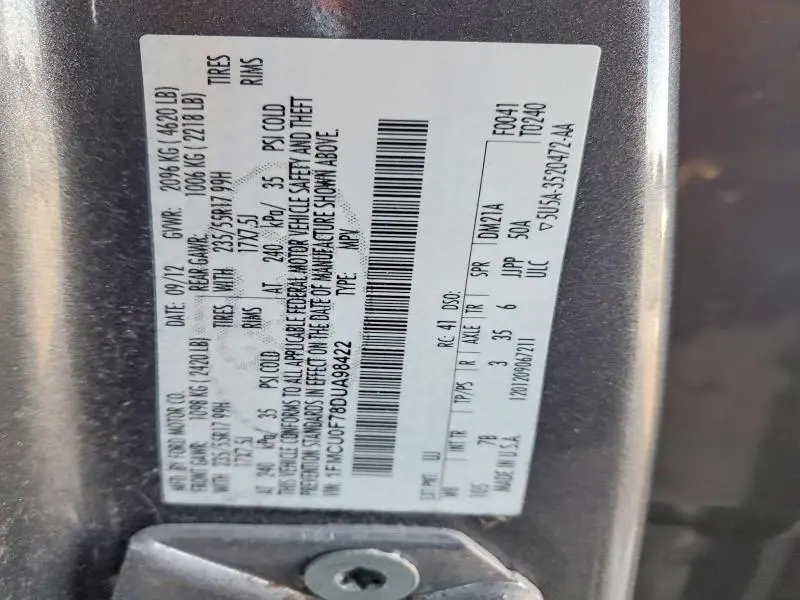 MFD. BY FORD MOTOR CO. DATE: 09/12 GVWR: 2096 KG ( 4620 LB)
FRONT GAWR: 1098 KG ( 2420 LB) REAR GAWR: 1006 KG ( 2218 LB)
235/55R17 99H TIRES WITH 235/55R17 99H TIRES
17X7.5J RIMS 17X7.5J RIMS
AT 240 kPa/ 35 PSI COLD AT 240 kPa/ 35 PSI COLD
THIS VEHICLE CONFORMS TO ALL APPLICABLE FEDERAL MOTOR VEHICLE SAFETY AND THEFT
PREVENTION STANDARDS IN EFFECT ON THE DATE OF MANUFACTURE SHOWN ABOVE.
VIN: 1FMCU0F78DUA98422 TYPE: MPV
EXT PNT: UJ RC: 41 DSO: F0041
WB INT TR TP/PS R AXLE TR SPR DM21A T0240
105 7B 3 35 6 JJPP 50A
MADE IN U.S.A. 1201209067211 ULC ▽5U5A-3520472-AA